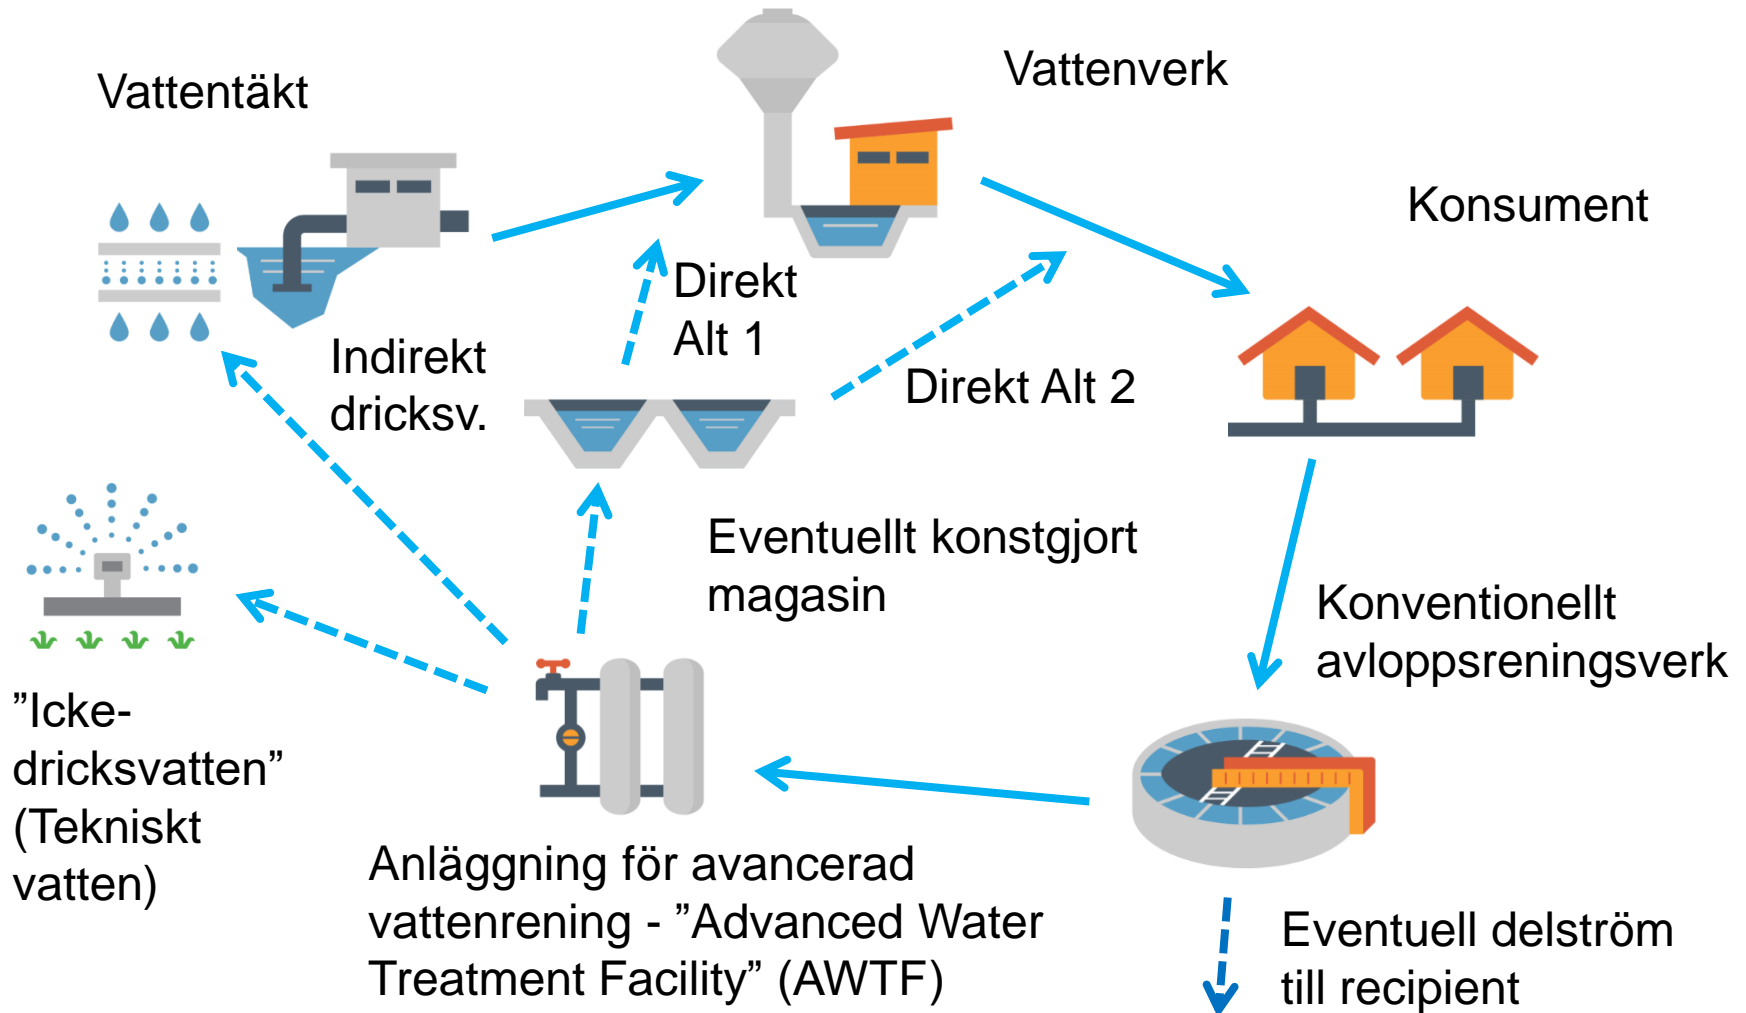 Vattentäkt
Vattenverk
Konsument
Direkt
Alt 1
Indirekt
dricksv.
Direkt Alt 2
Eventuellt konstgjort
magasin
Konventionellt
avloppsreningsverk
”Icke-
dricksvatten”
(Tekniskt
vatten)
Anläggning för avancerad
vattenrening - ”Advanced Water
Treatment Facility” (AWTF)
Eventuell delström
till recipient